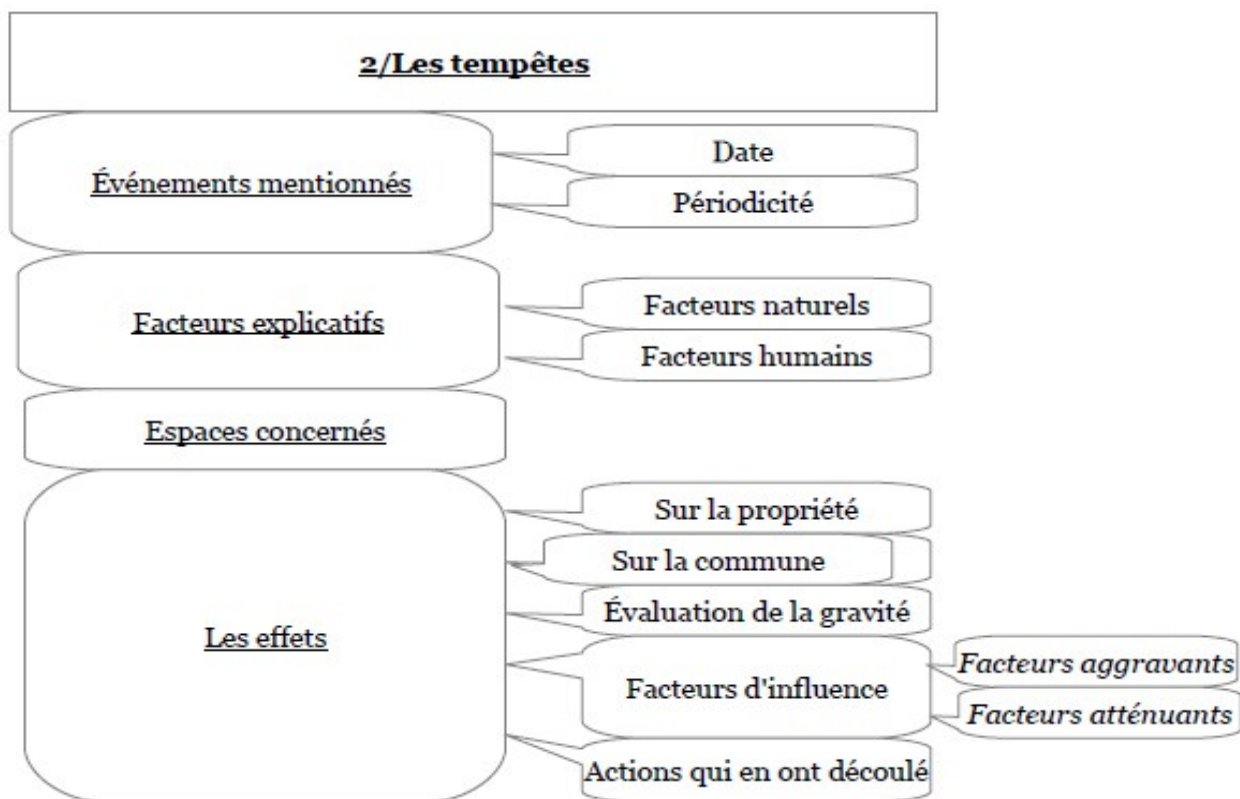 2/Les tempêtes
Événements mentionnés
Date
Périodicité
Facteurs explicatifs
Facteurs naturels
Facteurs humains
Espaces concernés
Les effets
Sur la propriété
Sur la commune
Évaluation de la gravité
Facteurs d'influence
Facteurs aggravants
Facteurs atténuants
Actions qui en ont découlé